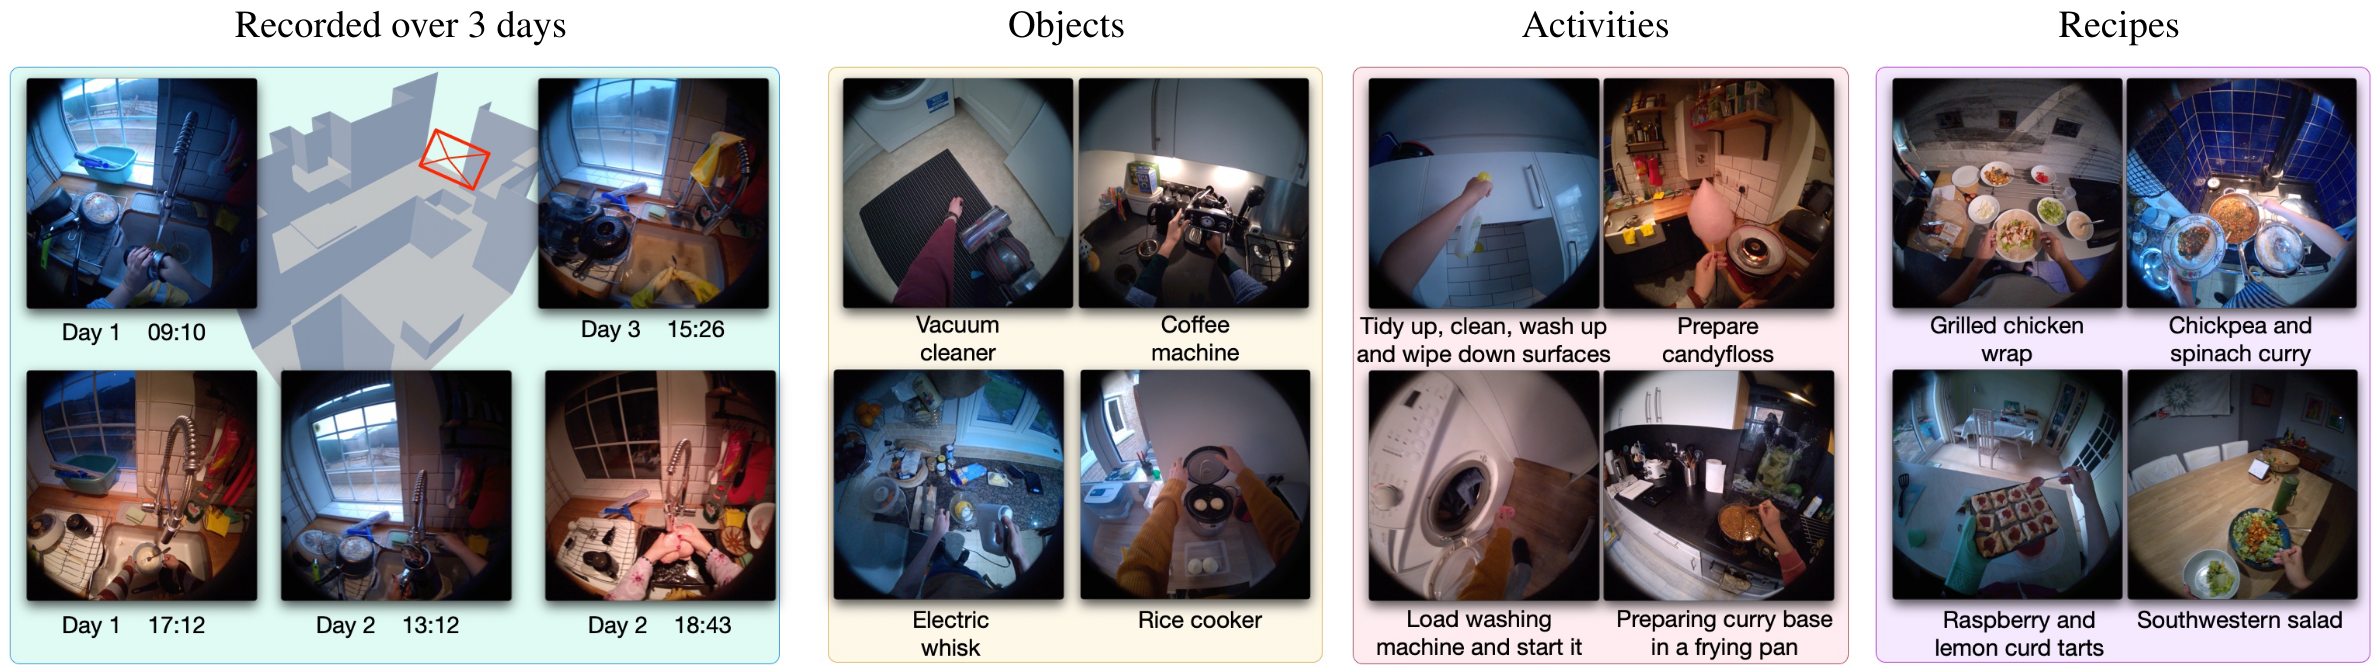 Recorded over 3 days
Objects
Activities
Recipes
Day 1 09:10
Day 3 15:26
Day 1 17:12
Day 2 13:12
Day 2 18:43
Vacuum
cleaner
Coffee
machine
Electric
whisk
Rice cooker
Tidy up, clean, wash up
and wipe down surfaces
Prepare
candyfloss
Load washing
machine and start it
Preparing curry base
in a frying pan
Grilled chicken
wrap
Chickpea and
spinach curry
Raspberry and
lemon curd tarts
Southwestern salad